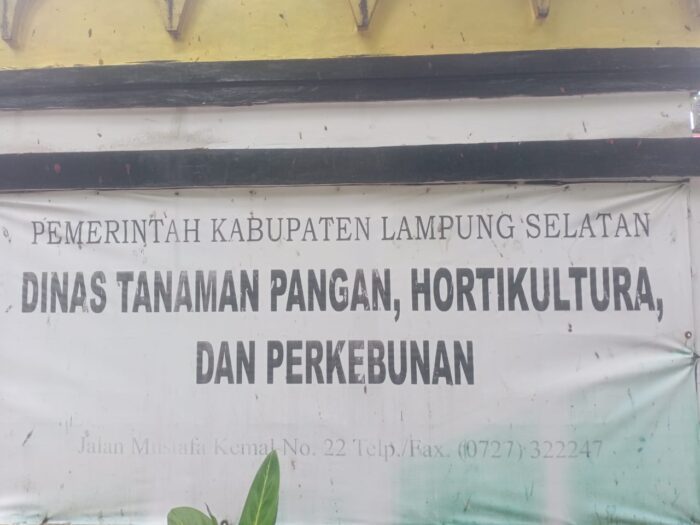 PEMERINTAH KABUPATEN LAMPUNG SELATAN
DINAS TANAMAN PANGAN, HORTIKULTURA,
DAN PERKEBUNAN
Jalan Mustafa Kemal No. 22 Telp./Fax. (0727) 322247